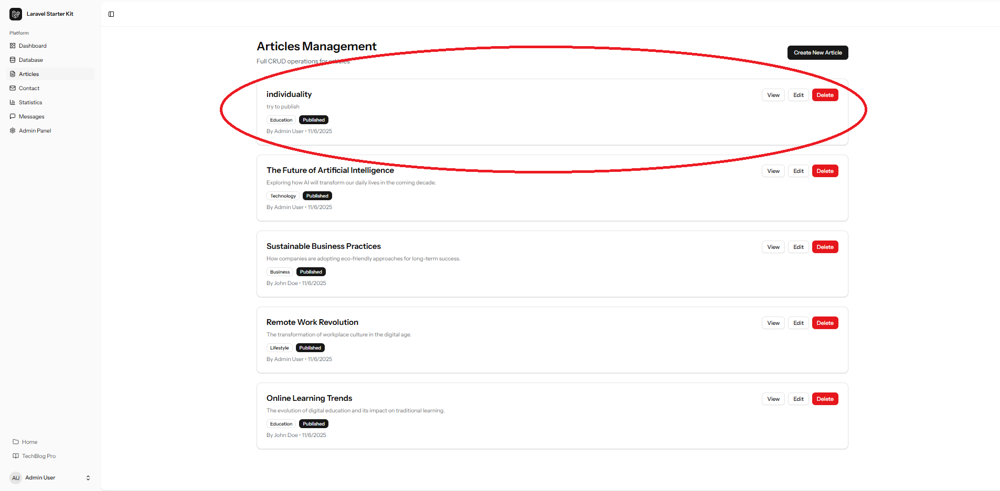 Laravel Starter Kit
Platform
Dashboard
Database
Articles
Contact
Statistics
Messages
Admin Panel
Home
TechBlog Pro
AU Admin User
Articles Management
Full CRUD operations for articles
Create New Article
individuality
try to publish
Education Published
By Admin User • 11/6/2025
View Edit Delete
The Future of Artificial Intelligence
Exploring how AI will transform our daily lives in the coming decade.
Technology Published
By Admin User • 11/6/2025
View Edit Delete
Sustainable Business Practices
How companies are adopting eco-friendly approaches for long-term success.
Business Published
By John Doe • 11/6/2025
View Edit Delete
Remote Work Revolution
The transformation of workplace culture in the digital age.
Lifestyle Published
By Admin User • 11/6/2025
View Edit Delete
Online Learning Trends
The evolution of digital education and its impact on traditional learning.
Education Published
By John Doe • 11/6/2025
View Edit Delete